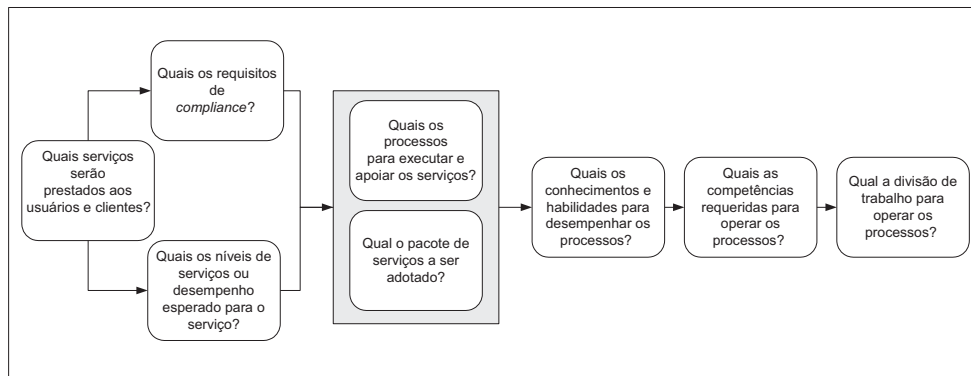 Quais serviços
serão
prestados aos
usuários e clientes?
Quais os requisitos
de
compliance?
Quais os níveis de
serviços ou
desempenho
esperado para o
serviço?
Quais os
processos
para executar e
apoiar os serviços?
Qual o pacote de
serviços a ser
adotado?
Quais os
conhecimentos e
habilidades para
desempenhar os
processos?
Quais as
competências
requeridas para
operar os
processos?
Qual a divisão de
trabalho para
operar os
processos?